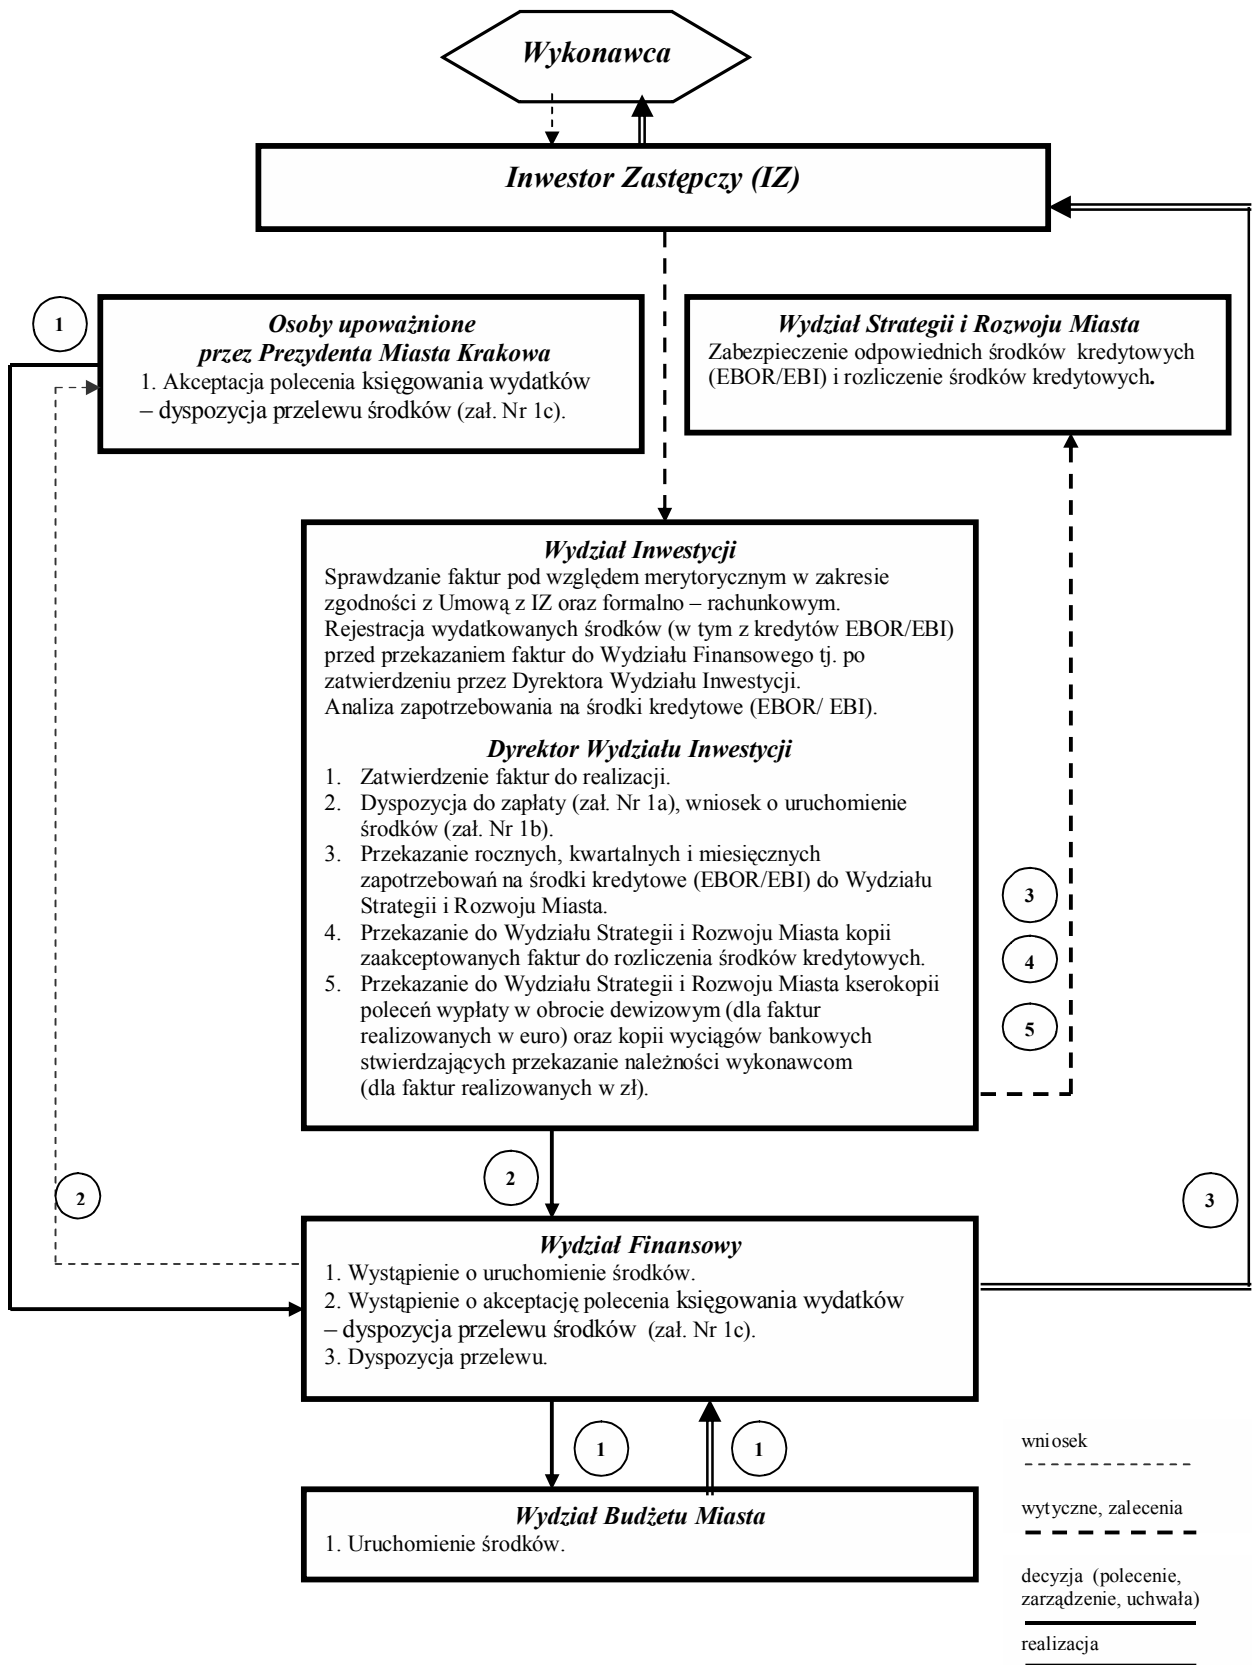 Wykonawca
Inwestor Zastępczy (IZ)
1
Osoby upoważnione
przez Prezydenta Miasta Krakowa
1. Akceptacja polecenia księgowania wydatków
– dyspozycja przelewu środków (zał. Nr 1c).
Wydział Strategii i Rozwoju Miasta
Zabezpieczenie odpowiednich środków kredytowych
(EBOR/EBI) i rozliczenie środków kredytowych.
Wydział Inwestycji
Sprawdzanie faktur pod względem merytorycznym w zakresie
zgodności z Umową z IZ oraz formalno – rachunkowym.
Rejestracja wydatkowanych środków (w tym z kredytów EBOR/EBI)
przed przekazaniem faktur do Wydziału Finansowego tj. po
zatwierdzeniu przez Dyrektora Wydziału Inwestycji.
Analiza zapotrzebowania na środki kredytowe (EBOR/ EBI).
Dyrektor Wydziału Inwestycji
1. Zatwierdzenie faktur do realizacji.
2. Dyspozycja do zapłaty (zał. Nr 1a), wniosek o uruchomienie
środków (zał. Nr 1b).
3. Przekazanie rocznych, kwartalnych i miesięcznych
zapotrzebowań na środki kredytowe (EBOR/EBI) do Wydziału
Strategii i Rozwoju Miasta.
4. Przekazanie do Wydziału Strategii i Rozwoju Miasta kopii
zaakceptowanych faktur do rozliczenia środków kredytowych.
5. Przekazanie do Wydziału Strategii i Rozwoju Miasta kserokopii
poleceń wypłaty w obrocie dewizowym (dla faktur
realizowanych w euro) oraz kopii wyciągów bankowych
stwierdzających przekazanie należności wykonawcom
(dla faktur realizowanych w zł).
3
4
5
2
2
3
Wydział Finansowy
1. Wystąpienie o uruchomienie środków.
2. Wystąpienie o akceptację polecenia księgowania wydatków
– dyspozycja przelewu środków (zał. Nr 1c).
3. Dyspozycja przelewu.
1
1
Wydział Budżetu Miasta
1. Uruchomienie środków.
wniosek
wytyczne, zalecenia
decyzja (polecenie,
zarządzenie, uchwała)
realizacja